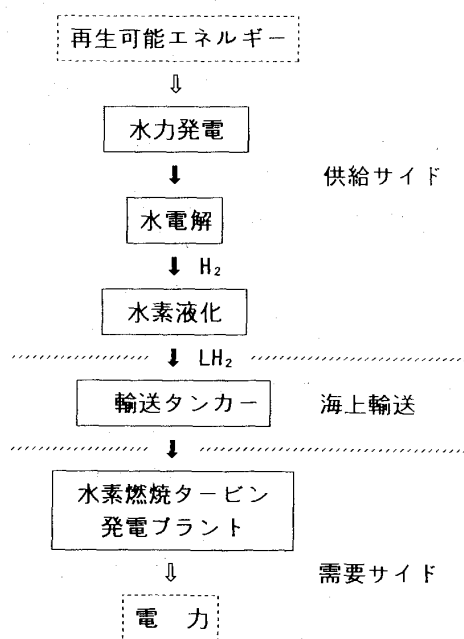 再生可能エネルギー
水力発電
供給サイド
水電解
H₂
水素液化
LH₂
輸送タンカー
海上輸送
水素燃焼タービン
発電プラント
需要サイド
電 力